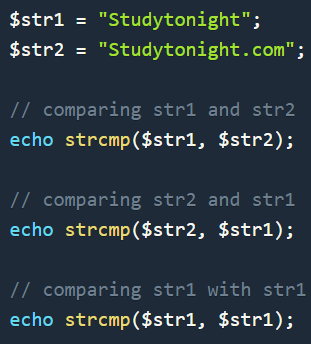 $str1 = "Studytonight";
$str2 = "Studytonight.com";
// comparing str1 and str2
echo strcmp($str1, $str2);
// comparing str2 and str1
echo strcmp($str2, $str1);
// comparing str1 with str1
echo strcmp($str1, $str1);